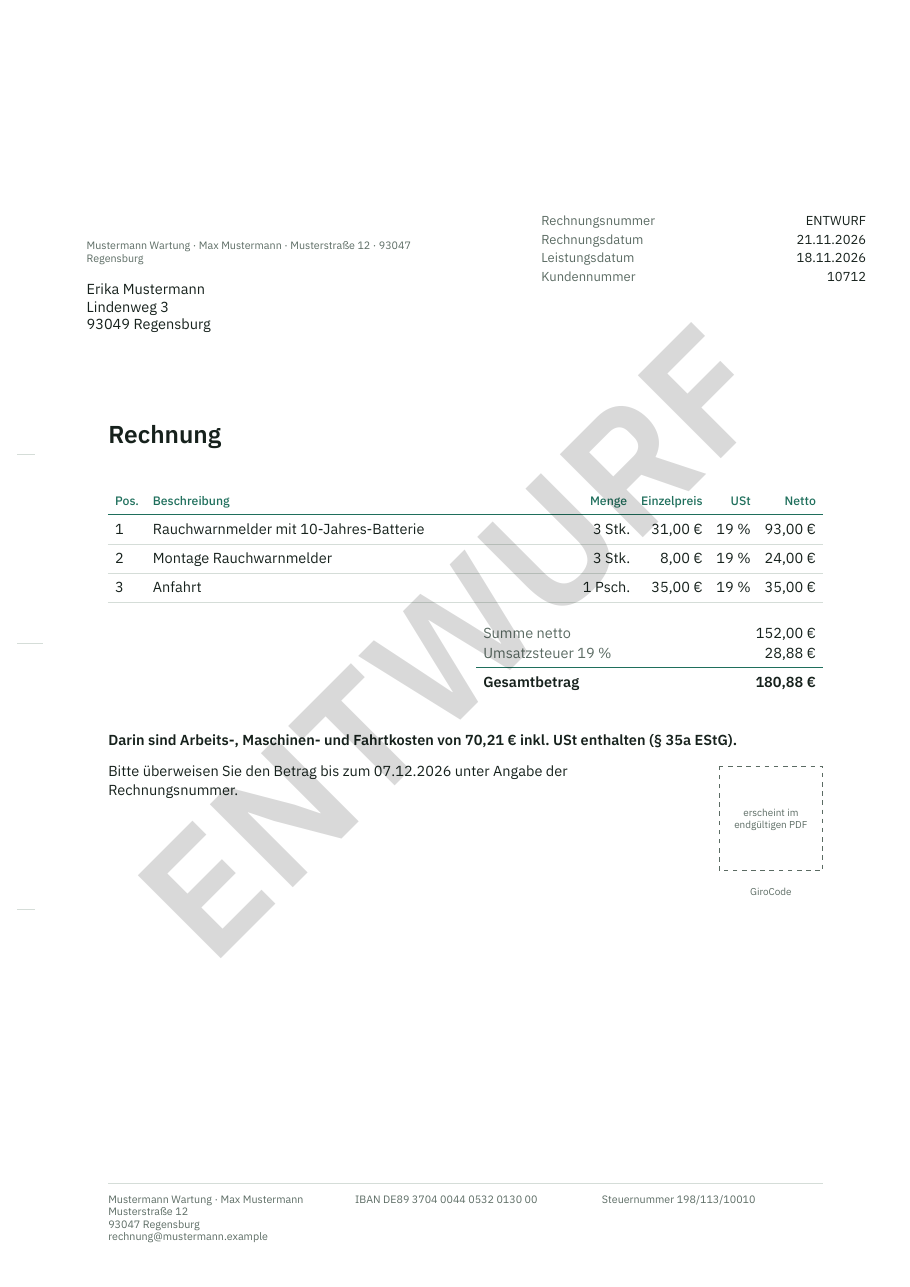 Rechnungsnummer ENTWURF
Rechnungsdatum 21.11.2026
Leistungsdatum 18.11.2026
Kundennummer 10712
Mustermann Wartung · Max Mustermann · Musterstraße 12 · 93047
Regensburg
Erika Mustermann
Lindenweg 3
93049 Regensburg
ENTWURF
Rechnung
Pos. Beschreibung Menge Einzelpreis USt Netto
1 Rauchwarnmelder mit 10-Jahres-Batterie 3 Stk. 31,00 € 19 % 93,00 €
2 Montage Rauchwarnmelder 3 Stk. 8,00 € 19 % 24,00 €
3 Anfahrt 1 Psch. 35,00 € 19 % 35,00 €
Summe netto 152,00 €
Umsatzsteuer 19 % 28,88 €
Gesamtbetrag 180,88 €
Darin sind Arbeits-, Maschinen- und Fahrtkosten von 70,21 € inkl. USt enthalten (§ 35a EStG).
Bitte überweisen Sie den Betrag bis zum 07.12.2026 unter Angabe der
Rechnungsnummer.
erscheint im
endgültigen PDF
GiroCode
Mustermann Wartung · Max Mustermann IBAN DE89 3704 0044 0532 0130 00 Steuernummer 198/113/10010
Musterstraße 12
93047 Regensburg
rechnung@mustermann.example